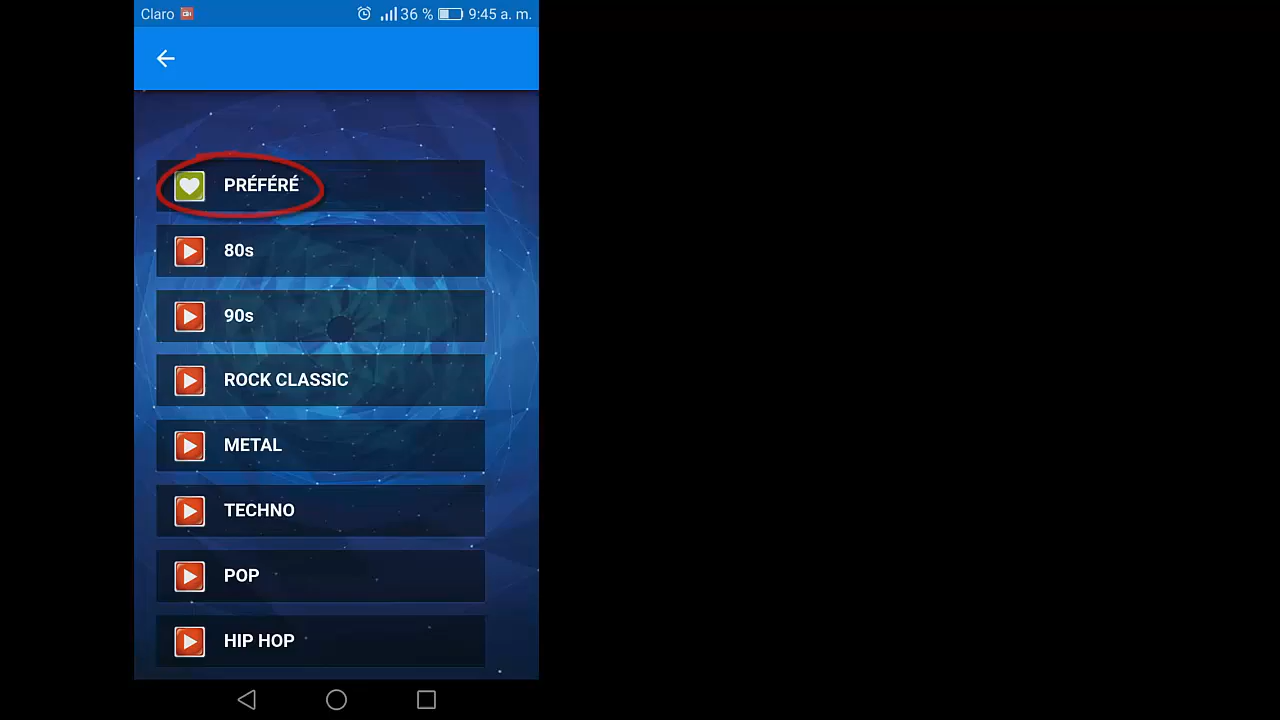 Claro 36 % 9:45 a. m.
PRÉFÉRÉ
80s
90s
ROCK CLASSIC
METAL
TECHNO
POP
HIP HOP